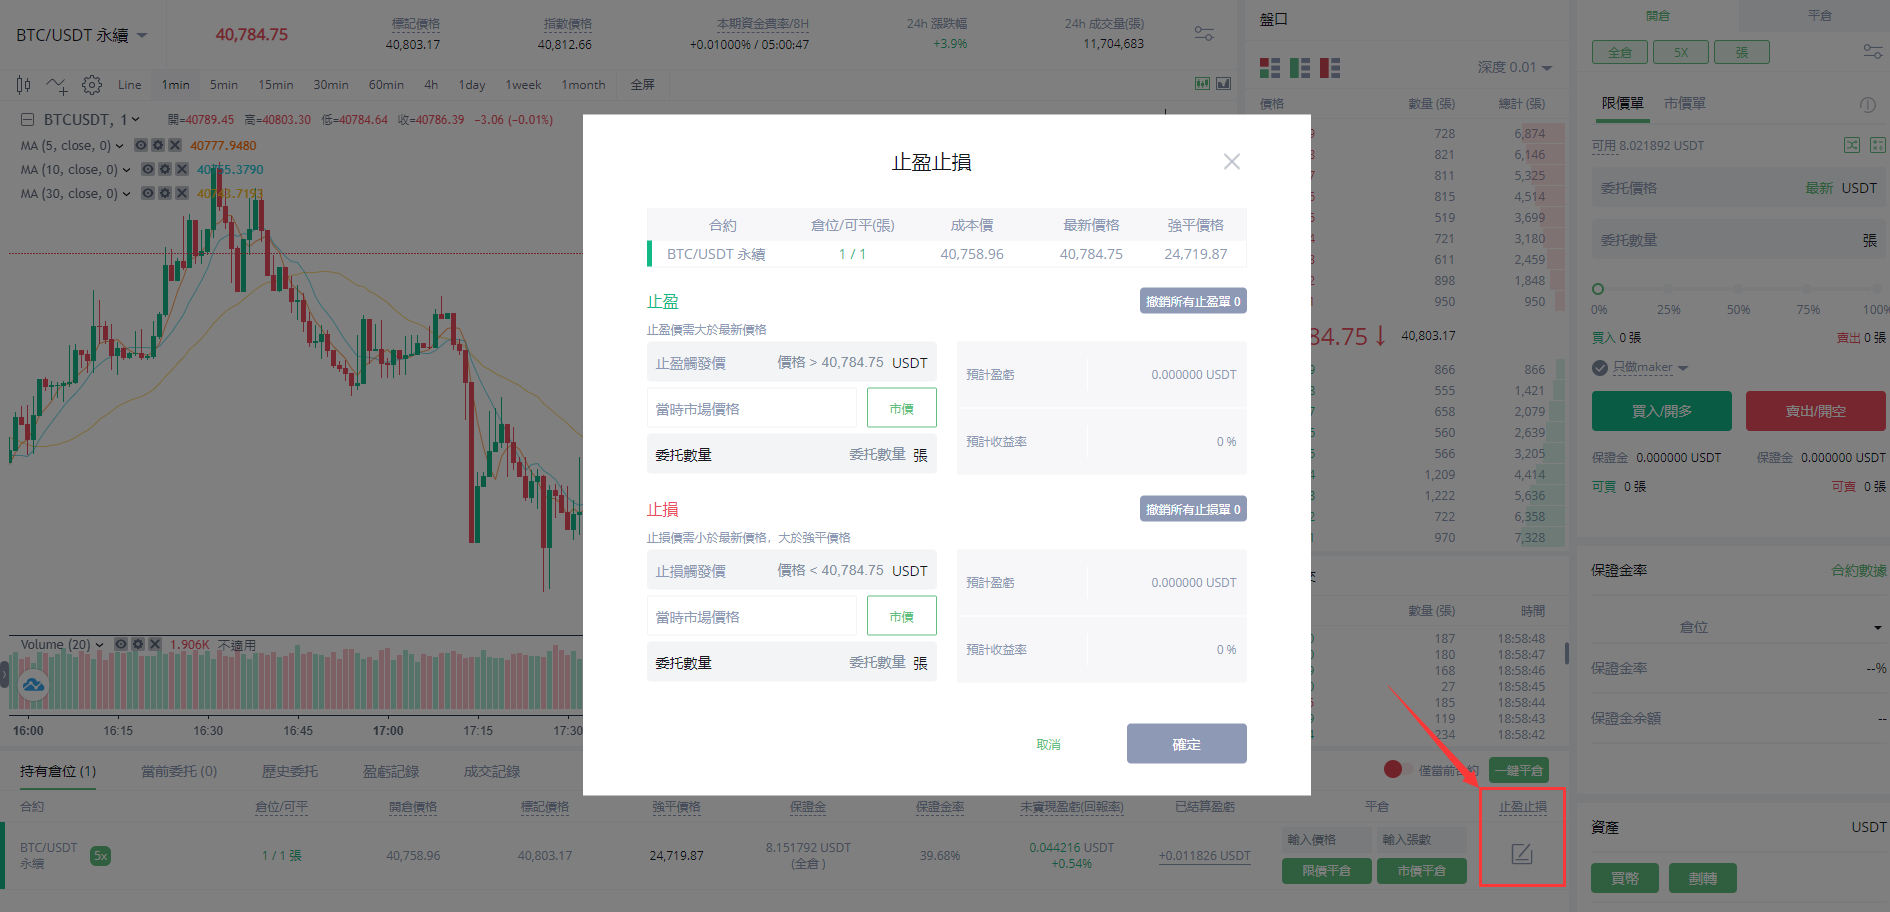 BTC/USDT 永續
40,784.75
標記價格
40,803.17
指數價格
40,812.66
本期資金費率/8H
+0.01000% / 05:00:47
24h 漲跌幅
+3.9%
24h 成交量(張)
11,704,683
Line 1min 5min 15min 30min 60min 4h 1day 1week 1month 全屏
BTCUSDT, 1
開=40789.45 高=40803.30 低=40784.64 收=40786.39 −3.06 (−0.01%)
MA (5, close, 0) 40777.9480
MA (10, close, 0) 40755.3790
MA (30, close, 0) 40743.7193
Volume (20) 1.906K 不適用
16:00 16:15 16:30 16:45 17:00 17:15 17:30
止盈止損
合約 倉位/可平(張) 成本價 最新價格 強平價格
BTC/USDT 永續 1 / 1 40,758.96 40,784.75 24,719.87
止盈
撤銷所有止盈單 0
止盈價需大於最新價格
止盈觸發價 價格 > 40,784.75 USDT
當時市場價格 市價
委托數量 委托數量 張
預計盈虧 0.000000 USDT
預計收益率 0 %
止損
撤銷所有止損單 0
止損價需小於最新價格，大於強平價格
止損觸發價 價格 < 40,784.75 USDT
當時市場價格 市價
委托數量 委托數量 張
預計盈虧 0.000000 USDT
預計收益率 0 %
取消 確定
盤口
深度 0.01
價格 數量 (張) 總計 (張)
728 6,874
821 6,146
811 5,325
815 4,514
519 3,699
721 3,180
611 2,459
898 1,848
950 950
84.75↓ 40,803.17
866 866
555 1,421
658 2,079
560 2,639
566 3,205
1,209 4,414
1,222 5,636
722 6,358
970 7,328
數量 (張) 時間
187 18:58:48
180 18:58:47
168 18:58:46
27 18:58:45
185 18:58:44
119 18:58:43
234 18:58:42
開倉 平倉
全倉 5X 張
限價單 市價單
可用 8.021892 USDT
委托價格 最新 USDT
委托數量 張
0% 25% 50% 75% 100%
買入 0 張 賣出 0 張
只做maker
買入/開多 賣出/開空
保證金 0.000000 USDT 保證金 0.000000 USDT
可買 0 張 可賣 0 張
保證金率 合約數據
倉位
保證金率 --%
保證金余額 --
資產 USDT
買幣 劃轉
持有倉位 (1) 當前委托 (0) 歷史委托 盈虧記錄 成交記錄
僅當前合約 一鍵平倉
合約 倉位/可平 開倉價格 標記價格 強平價格 保證金 保證金率 未實現盈虧(回報率) 已結算盈虧 平倉 止盈止損
BTC/USDT
永續
5x
1 / 1 張
40,758.96
40,803.17
24,719.87
8.151792 USDT
(全倉 )
39.68%
0.044216 USDT
+0.54%
+0.011826 USDT
輸入價格 輸入張數
限價平倉 市價平倉